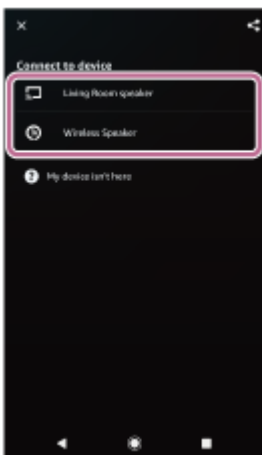 Connect to device
Living Room speaker
Wireless Speaker
My device isn't here